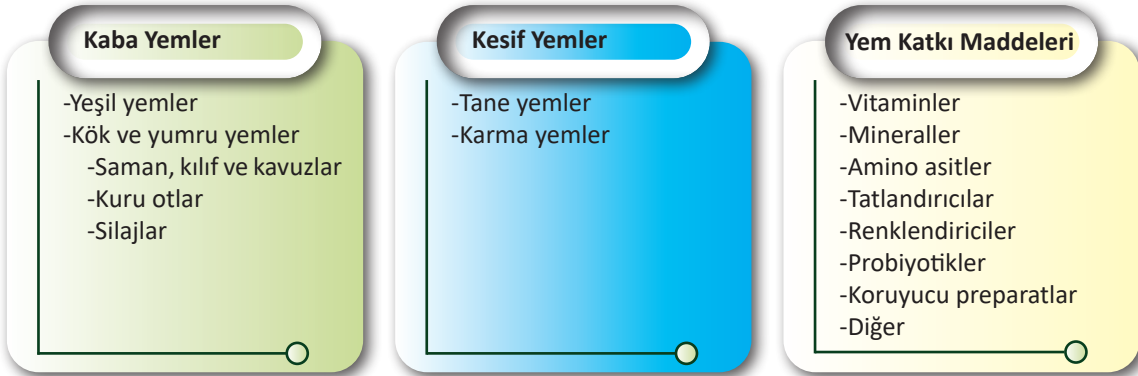 Kaba Yemler
-Yeşil yemler
-Kök ve yumru yemler
-Saman, kılıf ve kavuzlar
-Kuru otlar
-Silajlar
Kesif Yemler
-Tane yemler
-Karma yemler
Yem Katkı Maddeleri
-Vitaminler
-Mineraller
-Amino asitler
-Tatlandırıcılar
-Renklendiriciler
-Probiyotikler
-Koruyucu preparatlar
-Diğer